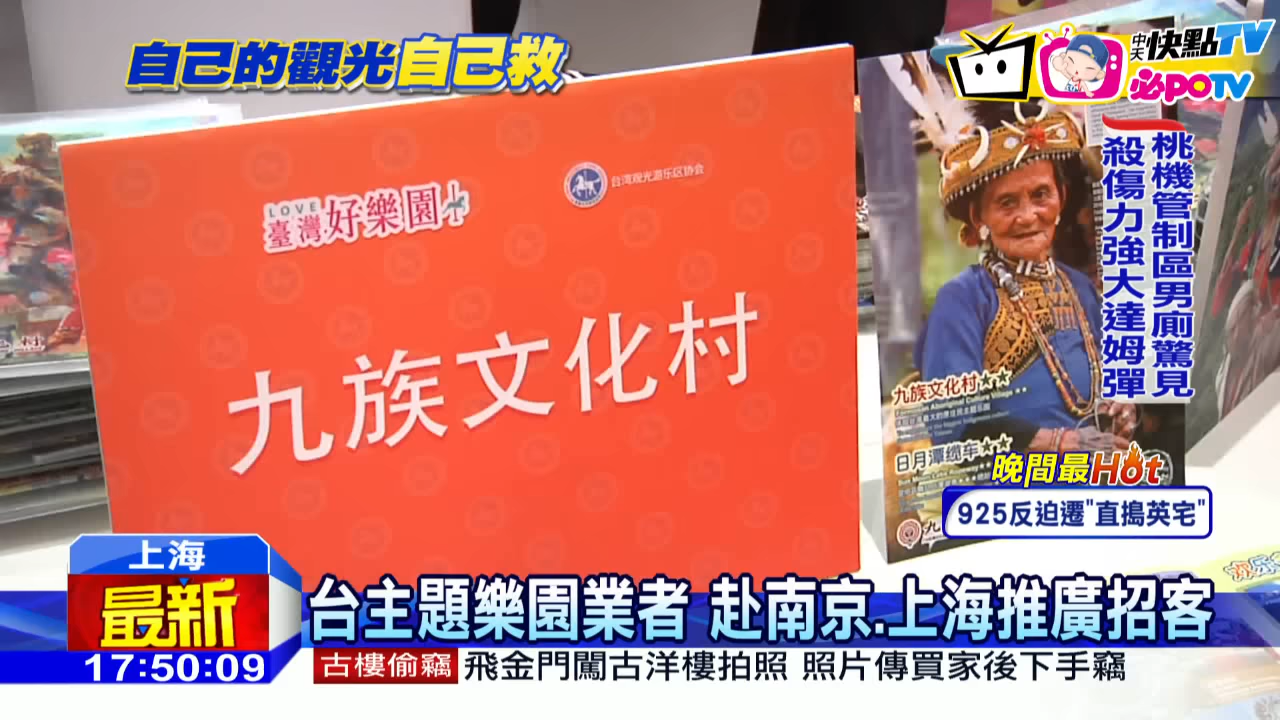 自己的觀光自己救
中天快點TV
必POTV
桃機管制區男廁驚見
殺傷力強大達姆彈
LOVE
臺灣好樂園
台湾观光游乐区协会
九族文化村
九族文化村
Formosan Aboriginal Culture Village
日月潭缆车
晚間最Hot
925反迫遷"直搗英宅"
上海
最新
17:50:09
台主題樂園業者 赴南京.上海推廣招客
古樓偷竊 飛金門闖古洋樓拍照 照片傳買家後下手竊